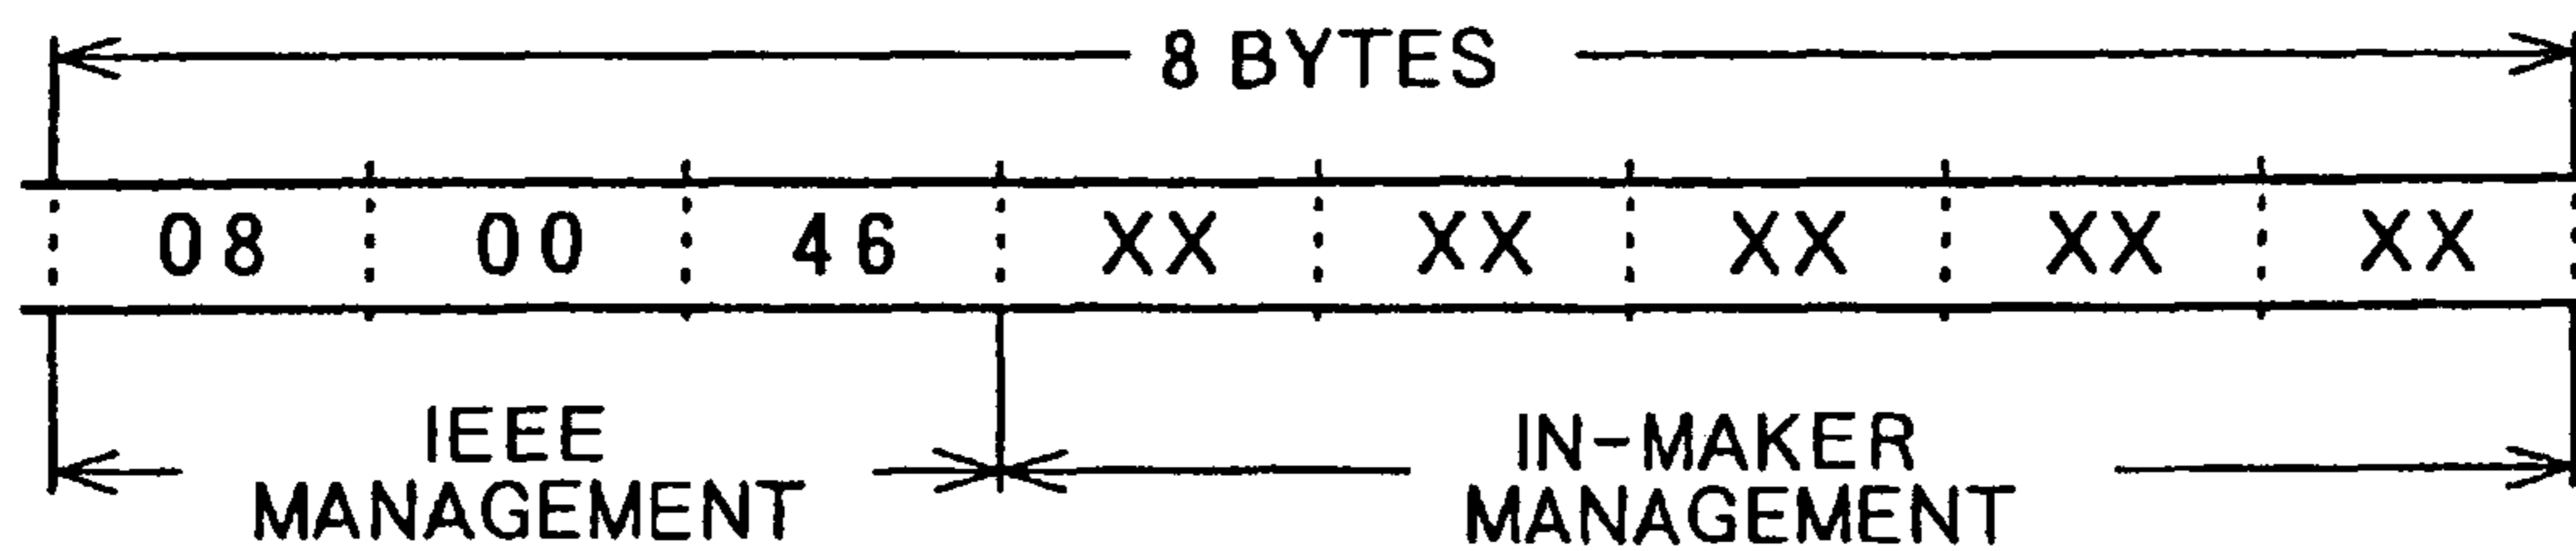 8 BYTES
08 00 46 XX XX XX XX XX
IEEE
MANAGEMENT
IN-MAKER
MANAGEMENT